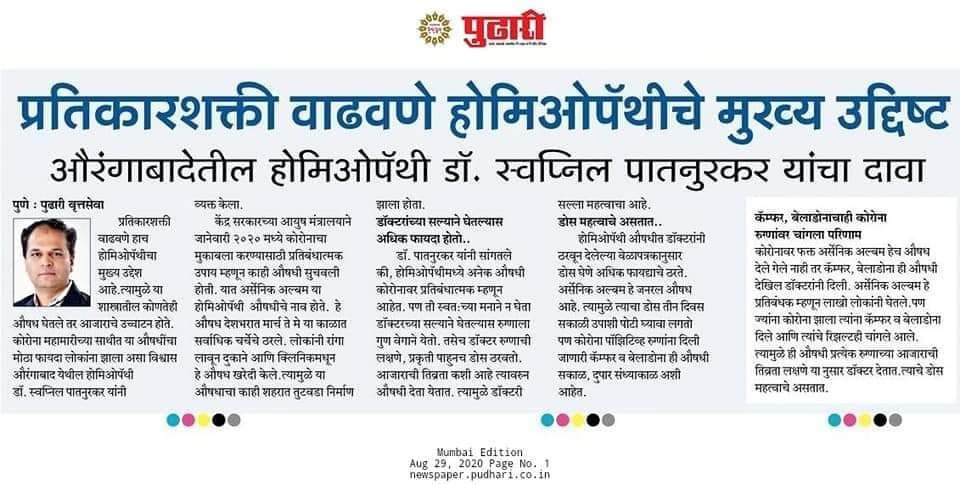 पुढारी
प्रतिकारशक्ती वाढवणे होमिओपॅथीचे मुख्य उद्दिष्ट
औरंगाबादेतील होमिओपॅथी डॉ. स्वप्निल पातनुरकर यांचा दावा
पुणे : पुढारी वृत्तसेवा
प्रतिकारशक्ती
वाढवणे हाच
होमिओपॅथीचा
मुख्य उद्देश
आहे.त्यामुळे या
शास्त्रातील कोणतेही
औषध घेतले तर आजाराचे उच्चाटन होते.
कोरोना महामारीच्या साथीत या औषधींचा
मोठा फायदा लोकांना झाला असा विश्वास
औरंगाबाद येथील होमिओपॅथी
डॉ. स्वप्निल पातनुरकर यांनी
व्यक्त केला.
केंद्र सरकारच्या आयुष मंत्रालयाने
जानेवारी २०२० मध्ये कोरोनाचा
मुकाबला करण्यासाठी प्रतिबंधात्मक
उपाय म्हणून काही औषधी सुचवली
होती. यात अर्सेनिक अल्बम हे या
होमिओपॅथी औषधीचे नाव होते. हे
औषध देशभरात मार्च ते मे या काळात
सर्वाधिक चर्चेचे ठरले. लोकांनी रांगा
लावून दुकाने आणि क्लिनिकमधून
हे औषध खरेदी केले.त्यामुळे या
औषधाचा काही शहरात तुटवडा निर्माण
झाला होता.
डॉक्टरांच्या सल्याने घेतल्यास
अधिक फायदा होतो..
डॉ. पातनुरकर यांनी सांगतले
की, होमिओपॅथीमध्ये अनेक औषधी
कोरोनावर प्रतिबंधात्मक म्हणून
आहेत. पण ती स्वत:च्या मनाने न घेता
डॉक्टरच्या सल्याने घेतल्यास रुग्णाला
गुण वेगाने येतो. तसेच डॉक्टर रुग्णाची
लक्षणे, प्रकृती पाहूनच डोस ठरवतो.
आजाराची तिव्रता कशी आहे त्यावरुन
औषधी देता येतात. त्यामुळे डॉक्टरी
सल्ला महत्वाचा आहे.
डोस महत्वाचे असतात..
होमिओपॅथी औषधीत डॉक्टरांनी
ठरवून दिलेल्या वेळापत्रकानुसार
डोस घेणे अधिक फायद्याचे ठरते.
अर्सेनिक अल्बम हे जनरल औषध
आहे. त्यामुळे त्याचा डोस तीन दिवस
सकाळी उपाशी पोटी घ्यावा लागतो
पण कोरोना पॉझिटिव्ह रुग्णांना दिली
जाणारी कॅम्फर व बेलाडोना ही औषधी
सकाळ, दुपार संध्याकाळ अशी
आहेत.
कॅम्फर, बेलाडोनाचाही कोरोना
रुग्णांवर चांगला परिणाम
कोरोनावर फक्त अर्सेनिक अल्बम हेच औषध
देले गेले नाही तर कॅम्फर, बेलाडोना ही औषधी
देखिल डॉक्टरांनी दिली. अर्सेनिक अल्बम हे
प्रतिबंधक म्हणून लाखो लोकांनी घेतले.पण
ज्यांना कोरोना झाला त्यांना कॅम्फर व बेलाडोना
दिले आणि त्यांचे रिझल्टही चांगले आले.
त्यामुळे ही औषधी प्रत्येक रुग्णाच्या आजाराची
तिव्रता लक्षणे या नुसार डॉक्टर देतात.त्याचे डोस
महत्वाचे असतात.
Mumbai Edition
Aug 29, 2020 Page No. 1
newspaper.pudhari.co.in